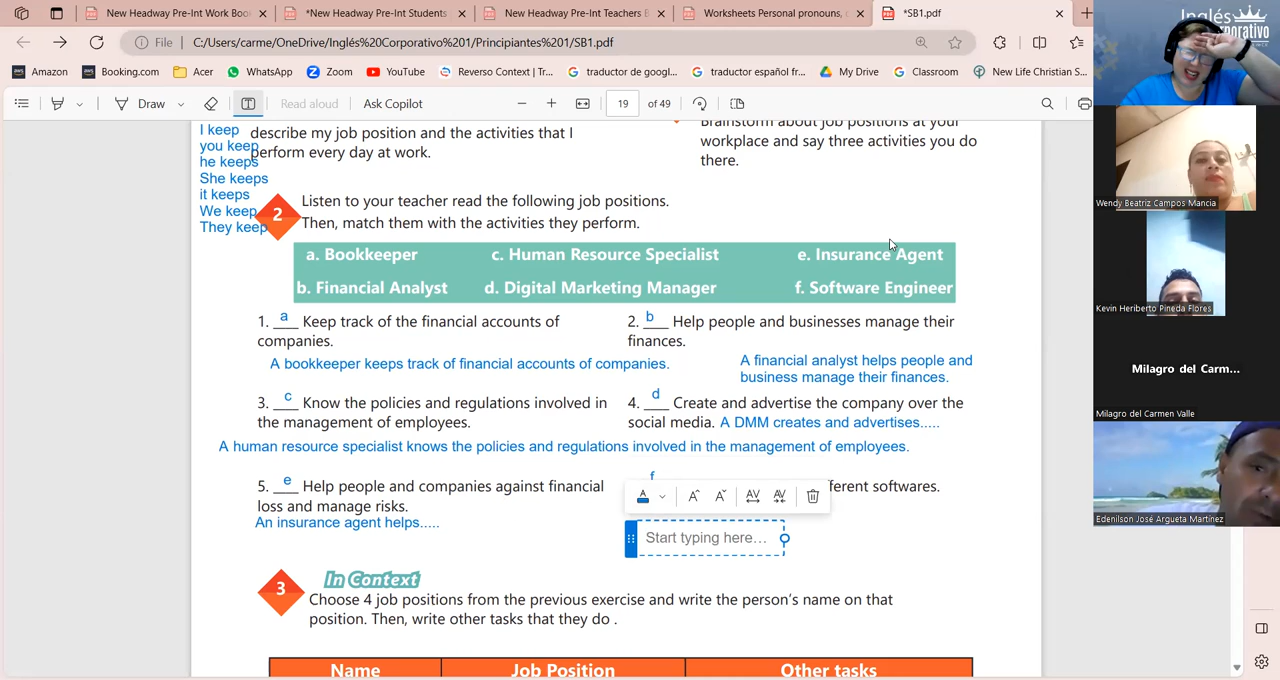 New Headway Pre-Int Work Boo
*New Headway Pre-Int Students
New Headway Pre-Int Teachers B
Worksheets Personal pronouns, c
*SB1.pdf
File
C:/Users/carme/OneDrive/Inglés%20Corporativo%201/Principiantes%201/SB1.pdf
Amazon
Booking.com
Acer
WhatsApp
Zoom
YouTube
Reverso Context | Tr...
traductor de googl...
traductor español fr...
My Drive
Classroom
New Life Christian S...
Draw
Read aloud
Ask Copilot
19 of 49
I keep
you keep
he keeps
She keeps
it keeps
We keep
They keep
describe my job position and the activities that I
perform every day at work.
Brainstorm about job positions at your
workplace and say three activities you do
there.
2
Listen to your teacher read the following job positions.
Then, match them with the activities they perform.
a. Bookkeeper
c. Human Resource Specialist
e. Insurance Agent
b. Financial Analyst
d. Digital Marketing Manager
f. Software Engineer
1. a Keep track of the financial accounts of
companies.
A bookkeeper keeps track of financial accounts of companies.
2. b Help people and businesses manage their
finances.
A financial analyst helps people and
business manage their finances.
3. c Know the policies and regulations involved in
the management of employees.
4. d Create and advertise the company over the
social media. A DMM creates and advertises.....
A human resource specialist knows the policies and regulations involved in the management of employees.
5. e Help people and companies against financial
loss and manage risks.
An insurance agent helps.....
f
fferent softwares.
Start typing here...
3
In Context
Choose 4 job positions from the previous exercise and write the person's name on that
position. Then, write other tasks that they do .
Name
Job Position
Other tasks
Inglés
Corporativo
Wendy Beatriz Campos Mancia
Kevin Heriberto Pineda Flores
Milagro del Carm...
Milagro del Carmen Valle
Edenilson José Argueta Martínez